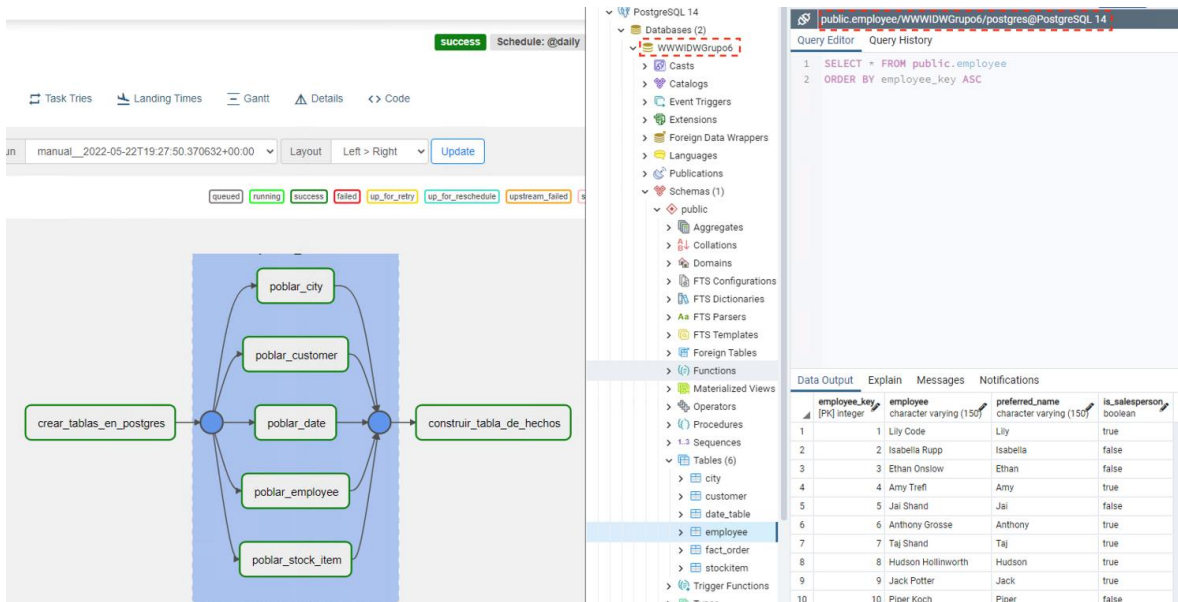 success Schedule: @daily
Task Tries Landing Times Gantt Details <> Code
un manual__2022-05-22T19:27:50.370632+00:00 Layout Left > Right Update
queued running success failed up_for_retry up_for_reschedule upstream_failed s
poblar_city
poblar_customer
crear_tablas_en_postgres
poblar_date
construir_tabla_de_hechos
poblar_employee
poblar_stock_item
PostgreSQL 14
Databases (2)
WWWIDWGrupo6
Casts
Catalogs
Event Triggers
Extensions
Foreign Data Wrappers
Languages
Publications
Schemas (1)
public
Aggregates
Collations
Domains
FTS Configurations
FTS Dictionaries
FTS Parsers
FTS Templates
Foreign Tables
Functions
Materialized Views
Operators
Procedures
Sequences
Tables (6)
city
customer
date_table
employee
fact_order
stockitem
Trigger Functions
public.employee/WWWIDWGrupo6/postgres@PostgreSQL 14
Query Editor Query History
1 SELECT * FROM public.employee
2 ORDER BY employee_key ASC
Data Output Explain Messages Notifications
employee_key employee preferred_name is_salesperson
[PK] integer character varying (150) character varying (150) boolean
1 1 Lily Code Lily true
2 2 Isabella Rupp Isabella false
3 3 Ethan Onslow Ethan false
4 4 Amy Trefl Amy true
5 5 Jai Shand Jai false
6 6 Anthony Grosse Anthony true
7 7 Taj Shand Taj true
8 8 Hudson Hollinworth Hudson true
9 9 Jack Potter Jack true
10 10 Piper Koch Piper false